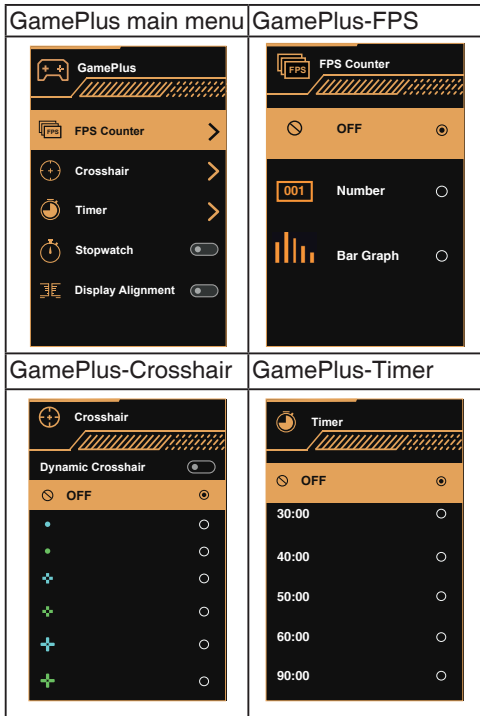 GamePlus main menu
GamePlus
FPS
FPS Counter
Crosshair
Timer
Stopwatch
Display Alignment
GamePlus-FPS
FPS
FPS Counter
OFF
001 Number
Bar Graph
GamePlus-Crosshair
Crosshair
Dynamic Crosshair
OFF
GamePlus-Timer
Timer
OFF
30:00
40:00
50:00
60:00
90:00